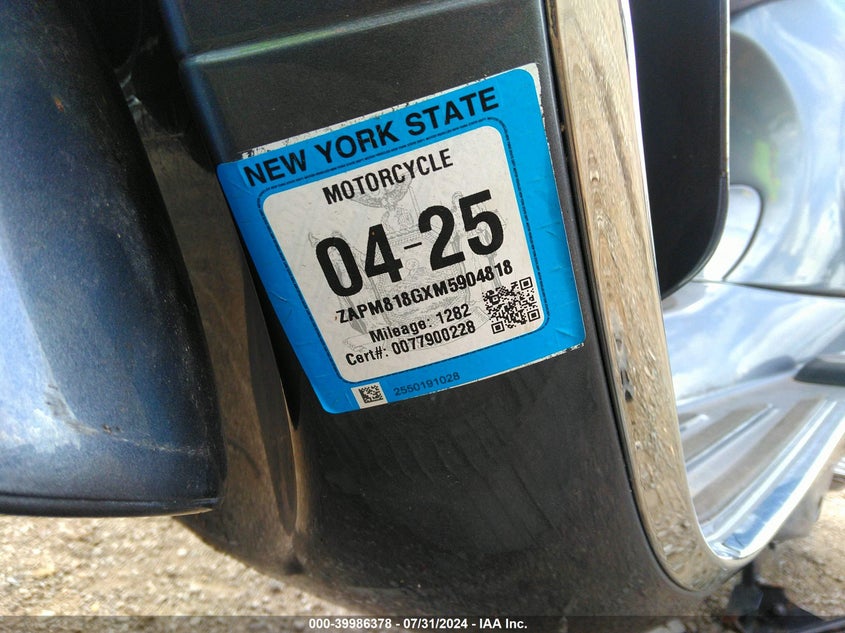 NEW YORK STATE
MOTORCYCLE
04-25
ZAPM818GXM5904818
Mileage: 1282
Cert#: 0077900228
2550191028
000-39986378 - 07/31/2024 - IAA Inc.